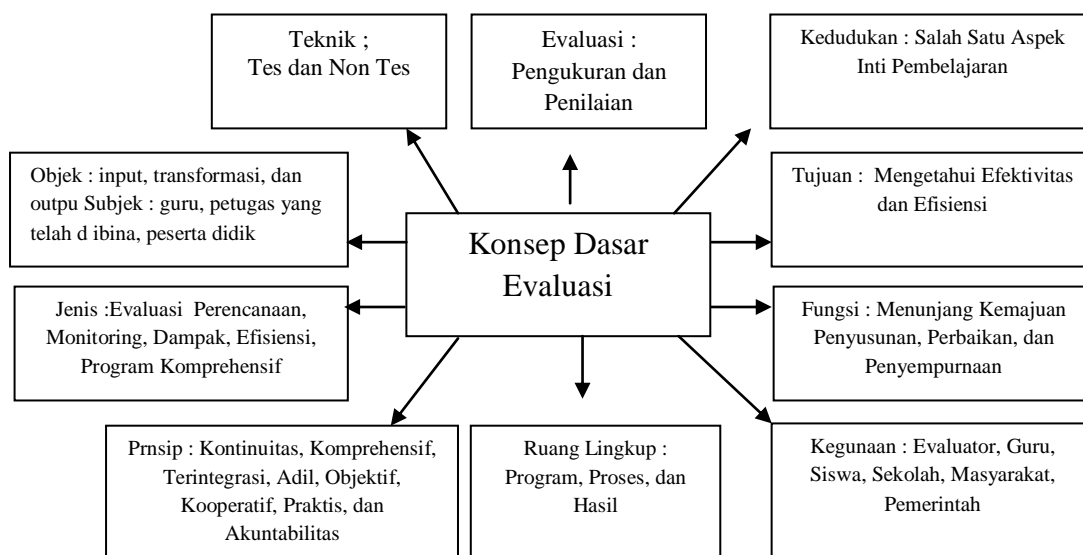 Teknik ;
Tes dan Non Tes
Evaluasi :
Pengukuran dan
Penilaian
Kedudukan : Salah Satu Aspek
Inti Pembelajaran
Objek : input, transformasi, dan
outpu Subjek : guru, petugas yang
telah d ibina, peserta didik
Konsep Dasar
Evaluasi
Tujuan :  Mengetahui Efektivitas
dan Efisiensi
Jenis :Evaluasi  Perencanaan,
Monitoring, Dampak, Efisiensi,
Program Komprehensif
Fungsi : Menunjang Kemajuan
Penyusunan, Perbaikan, dan
Penyempurnaan
Prnsip : Kontinuitas, Komprehensif,
Terintegrasi, Adil, Objektif,
Kooperatif, Praktis, dan
Akuntabilitas
Ruang Lingkup :
Program, Proses, dan
Hasil
Kegunaan : Evaluator, Guru,
Siswa, Sekolah, Masyarakat,
Pemerintah